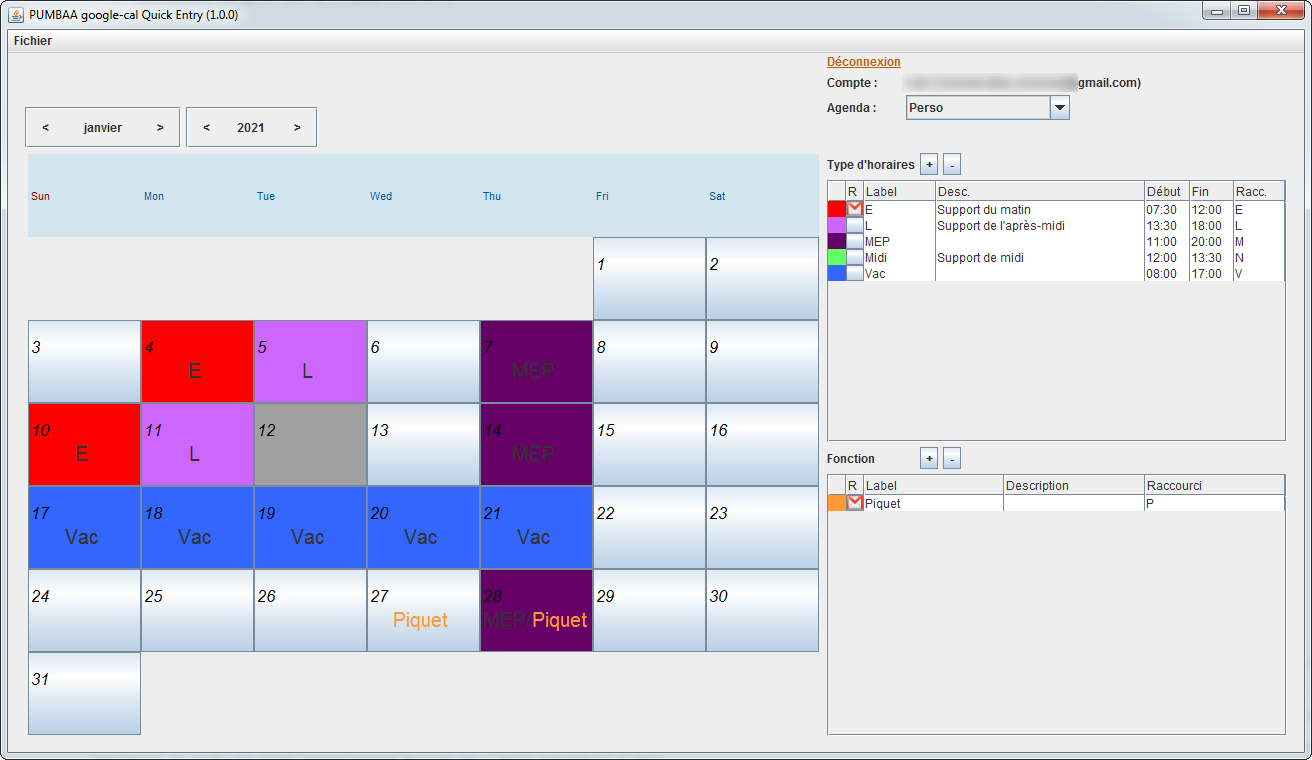 PUMBAA google-cal Quick Entry (1.0.0)
Fichier
Déconnexion
Compte : gmail.com)
Agenda : Perso
< janvier > < 2021 >
Type d'horaires + -
Sun Mon Tue Wed Thu Fri Sat
R Label Desc. Début Fin Racc.
E Support du matin 07:30 12:00 E
L Support de l'après-midi 13:30 18:00 L
MEP 11:00 20:00 M
Midi Support de midi 12:00 13:30 N
Vac 08:00 17:00 V
1 2
3 4 5 6 7 8 9
E L MEP
10 11 12 13 14 15 16
E L MEP
17 18 19 20 21 22 23
Vac Vac Vac Vac Vac
24 25 26 27 28 29 30
Piquet MEP/Piquet
31
Fonction + -
R Label Description Raccourci
Piquet P